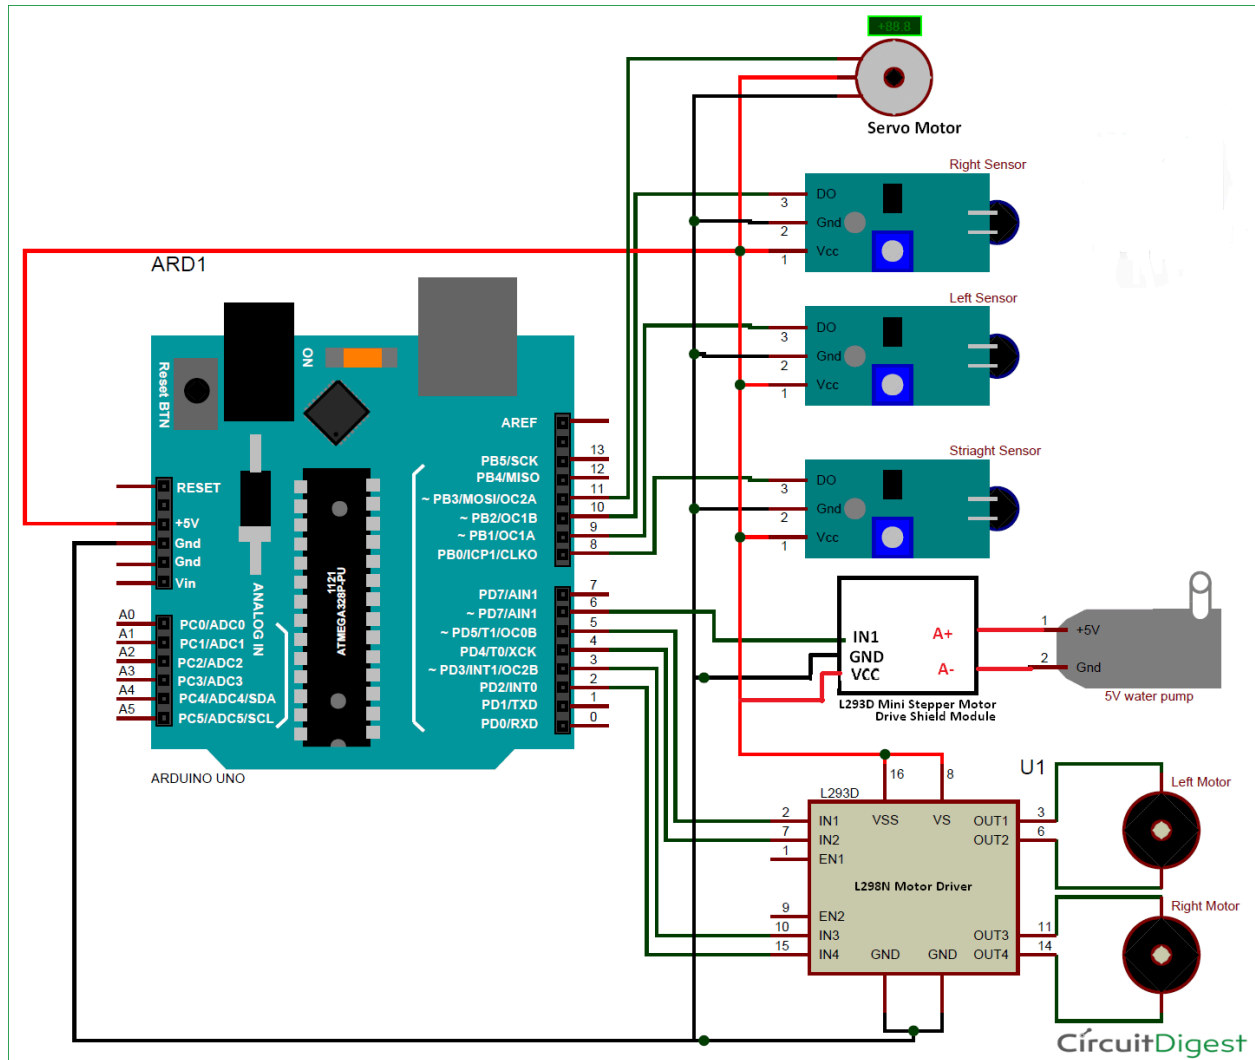 +88.8
Servo Motor
Right Sensor
DO
3
Gnd
2
Vcc
1
Left Sensor
DO
3
Gnd
2
Vcc
1
Striaght Sensor
DO
3
Gnd
2
Vcc
1
ARD1
Reset BTN
ON
AREF
PB5/SCK 13
PB4/MISO 12
~ PB3/MOSI/OC2A 11
~ PB2/OC1B 10
~ PB1/OC1A 9
PB0/ICP1/CLKO 8
PD7/AIN1 7
~ PD7/AIN1 6
~ PD5/T1/OC0B 5
PD4/T0/XCK 4
~ PD3/INT1/OC2B 3
PD2/INT0 2
PD1/TXD 1
PD0/RXD 0
RESET
+5V
Gnd
Gnd
Vin
A0 PC0/ADC0
A1 PC1/ADC1
A2 PC2/ADC2
A3 PC3/ADC3
A4 PC4/ADC4/SDA
A5 PC5/ADC5/SCL
ANALOG IN
1121
ATMEGA328P-PU
ARDUINO UNO
IN1
GND
VCC
A+
A-
L293D Mini Stepper Motor
Drive Shield Module
1 +5V
2 Gnd
5V water pump
U1
L293D
16 VSS
8 VS
2 IN1
7 IN2
1 EN1
L298N Motor Driver
9 EN2
10 IN3
15 IN4
GND GND
OUT1 3
OUT2 6
OUT3 11
OUT4 14
Left Motor
Right Motor
CircuitDigest